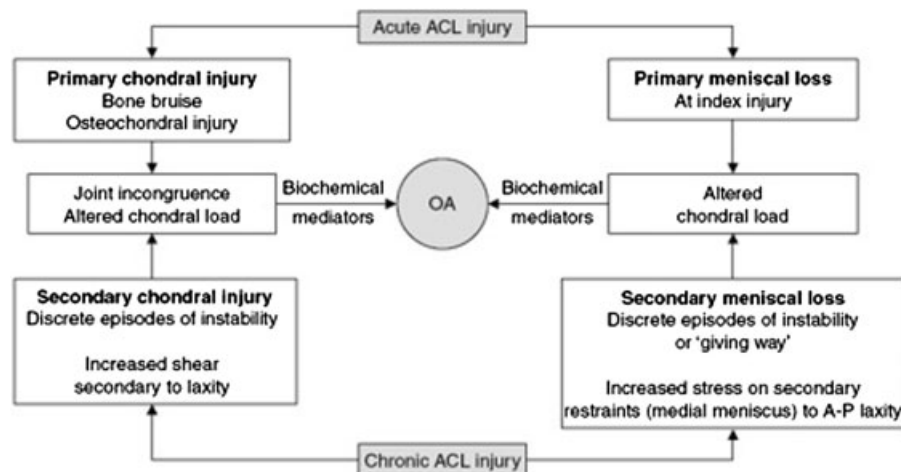 Acute ACL injury
Primary chondral injury
Bone bruise
Osteochondral injury
Primary meniscal loss
At index injury
Joint incongruence
Altered chondral load
Biochemical
mediators
OA
Biochemical
mediators
Altered
chondral load
Secondary chondral injury
Discrete episodes of instability
Increased shear
secondary to laxity
Secondary meniscal loss
Discrete episodes of instability
or ‘giving way’
Increased stress on secondary
restraints (medial meniscus) to A-P laxity
Chronic ACL injury